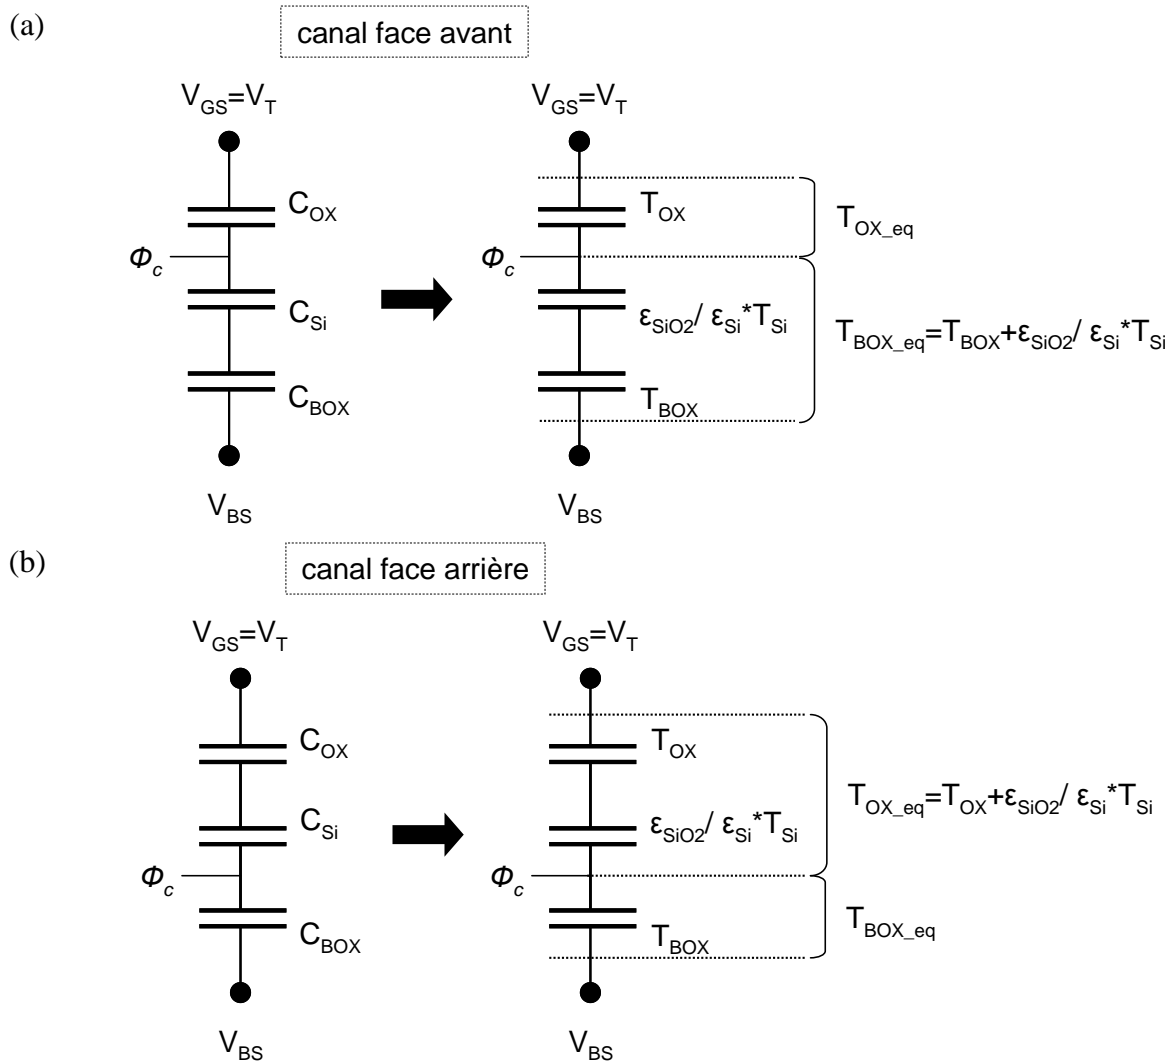 (a)
canal face avant
V_GS=V_T
V_GS=V_T
C_OX
T_OX
T_OX_eq
Φ_c
Φ_c
C_Si
ε_SiO2/ ε_Si*T_Si
T_BOX_eq=T_BOX+ε_SiO2/ ε_Si*T_Si
C_BOX
T_BOX
V_BS
V_BS
(b)
canal face arrière
V_GS=V_T
V_GS=V_T
C_OX
T_OX
T_OX_eq=T_OX+ε_SiO2/ ε_Si*T_Si
C_Si
ε_SiO2/ ε_Si*T_Si
Φ_c
Φ_c
C_BOX
T_BOX
T_BOX_eq
V_BS
V_BS